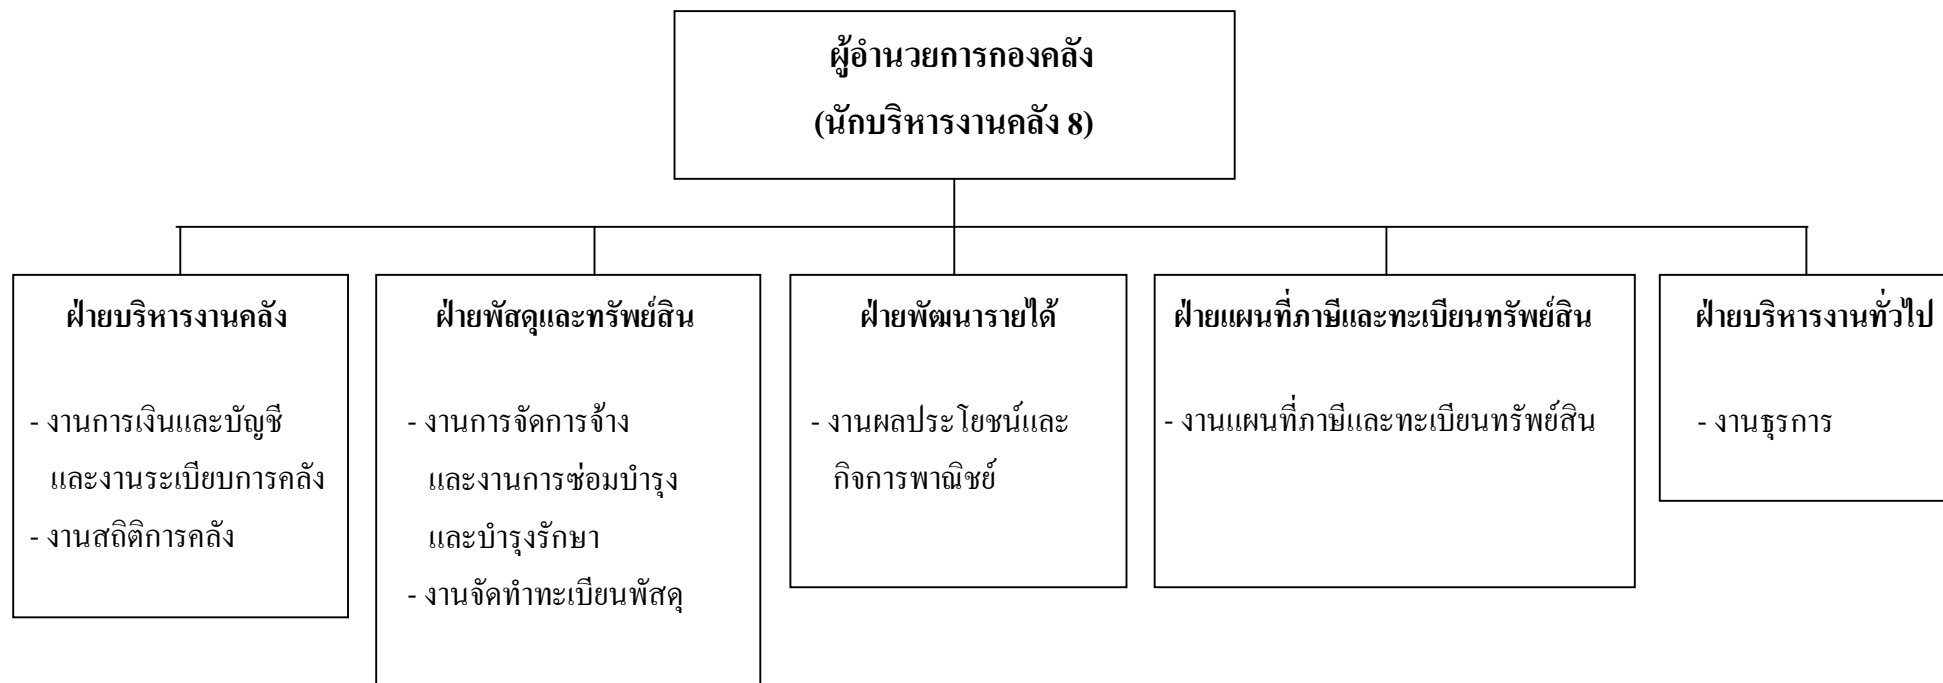 ผู้อำนวยการกองคลัง
(นักบริหารงานคลัง 8)
ฝ่ายบริหารงานคลัง
- งานการเงินและบัญชี
และงานระเบียบการคลัง
- งานสถิติการคลัง
ฝ่ายพัสดุและทรัพย์สิน
- งานการจัดการจ้าง
และงานการซ่อมบำรุง
และบำรุงรักษา
- งานจัดทำทะเบียนพัสดุ
ฝ่ายพัฒนารายได้
- งานผลประโยชน์และ
กิจการพาณิชย์
ฝ่ายแผนที่ภาษีและทะเบียนทรัพย์สิน
- งานแผนที่ภาษีและทะเบียนทรัพย์สิน
ฝ่ายบริหารงานทั่วไป
- งานธุรการ